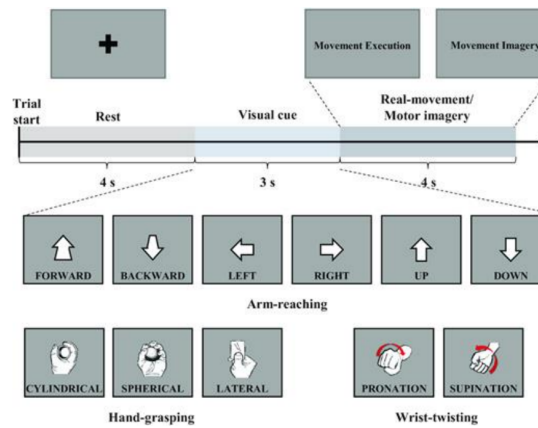 Movement Execution
Movement Imagery
Trial
start
Rest
Visual cue
Real-movement/
Motor imagery
4 s
3 s
4 s
FORWARD
BACKWARD
LEFT
RIGHT
UP
DOWN
Arm-reaching
CYLINDRICAL
SPHERICAL
LATERAL
PRONATION
SUPINATION
Hand-grasping
Wrist-twisting